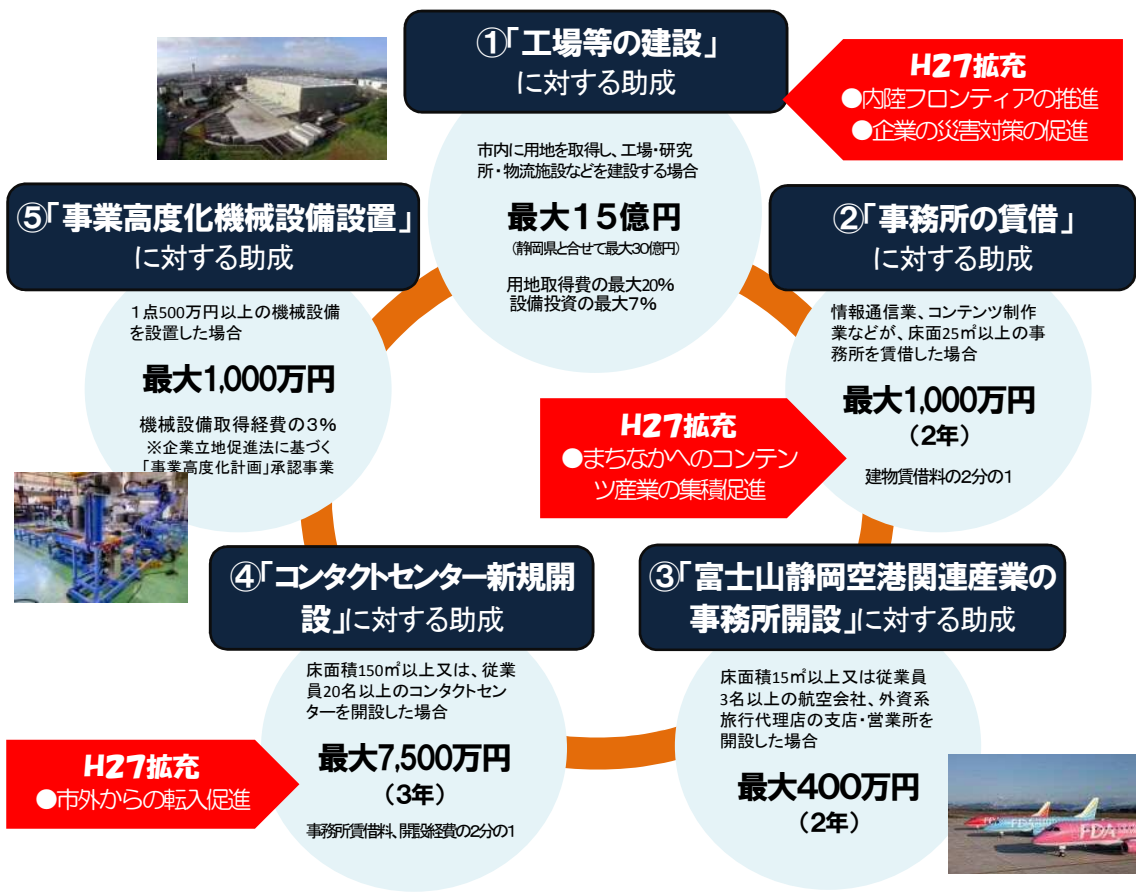 ①「工場等の建設」
に対する助成
H27拡充
●内陸フロンティアの推進
●企業の災害対策の促進
市内に用地を取得し、工場・研究
所・物流施設などを建設する場合
最大15億円
(静岡県と合せて最大30億円)
用地取得費の最大20%
設備投資の最大7%
②「事務所の賃借」
に対する助成
情報通信業、コンテンツ制作
業などが、床面25㎡以上の事
務所を賃借した場合
最大1,000万円
(2年)
建物賃借料の2分の1
H27拡充
●まちなかへのコンテン
ツ産業の集積促進
③「富士山静岡空港関連産業の
事務所開設」に対する助成
床面積15㎡以上又は従業員
3名以上の航空会社、外資系
旅行代理店の支店・営業所を
開設した場合
最大400万円
(2年)
FDA
FDA
④「コンタクトセンター新規開
設」に対する助成
床面積150㎡以上又は、従業
員20名以上のコンタクトセン
ターを開設した場合
最大7,500万円
(3年)
事務所賃借料、開設経費の2分の1
H27拡充
●市外からの転入促進
⑤「事業高度化機械設備設置」
に対する助成
1点500万円以上の機械設備
を設置した場合
最大1,000万円
機械設備取得経費の3%
※企業立地促進法に基づく
「事業高度化計画」承認事業